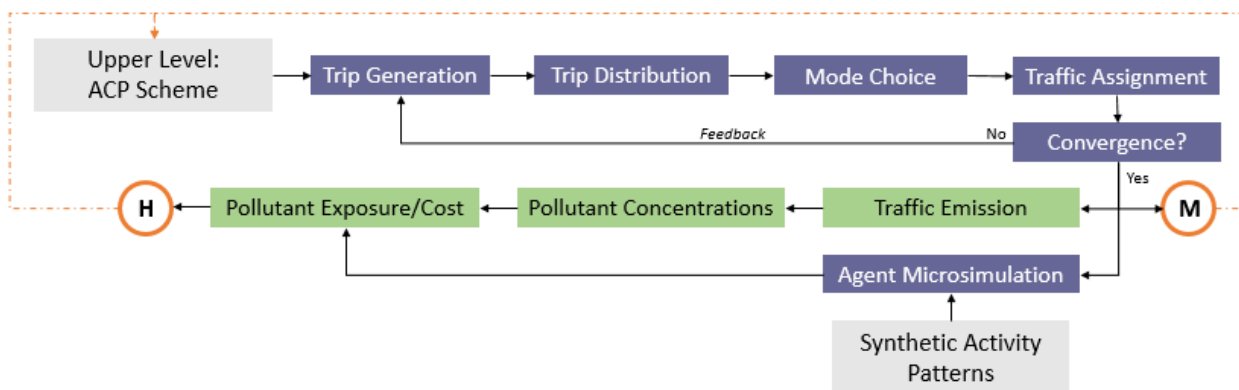 Upper Level:
ACP Scheme
Trip Generation
Trip Distribution
Mode Choice
Traffic Assignment
Feedback
No
Convergence?
Yes
H
Pollutant Exposure/Cost
Pollutant Concentrations
Traffic Emission
M
Agent Microsimulation
Synthetic Activity
Patterns